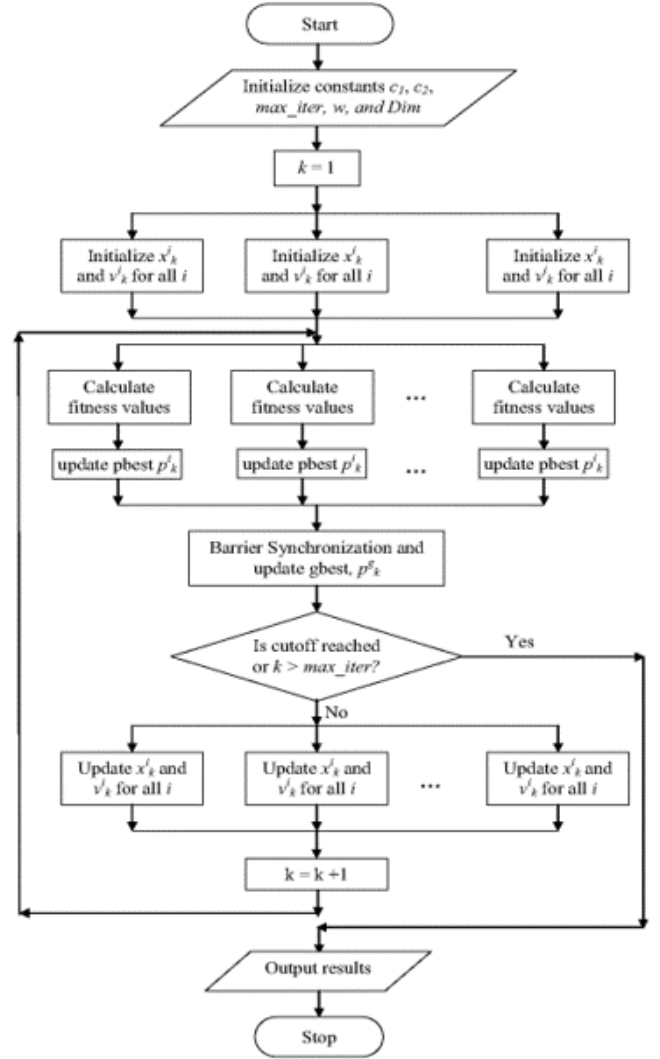 Start
Initialize constants c₁, c₂,
max_iter, w, and Dim
k = 1
Initialize xⁱₖ
and vⁱₖ for all i
Initialize xⁱₖ
and vⁱₖ for all i
Initialize xⁱₖ
and vⁱₖ for all i
Calculate
fitness values
Calculate
fitness values
...
Calculate
fitness values
update pbest pⁱₖ
update pbest pⁱₖ
...
update pbest pⁱₖ
Barrier Synchronization and
update gbest, pᵍₖ
Is cutoff reached
or k > max_iter?
Yes
No
Update xⁱₖ and
vⁱₖ for all i
Update xⁱₖ and
vⁱₖ for all i
...
Update xⁱₖ and
vⁱₖ for all i
k = k +1
Output results
Stop